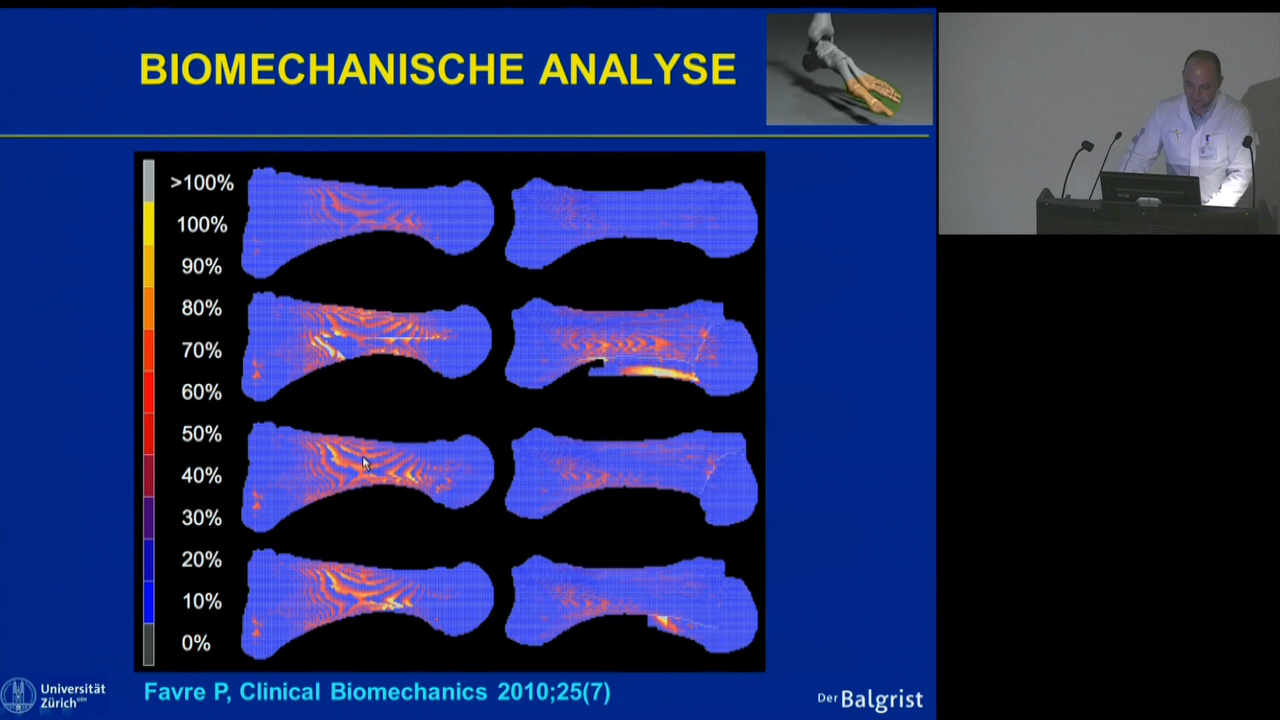 BIOMECHANISCHE ANALYSE
>100%
100%
90%
80%
70%
60%
50%
40%
30%
20%
10%
0%
Universität
Zürich UZH
Favre P, Clinical Biomechanics 2010;25(7)
Der Balgrist